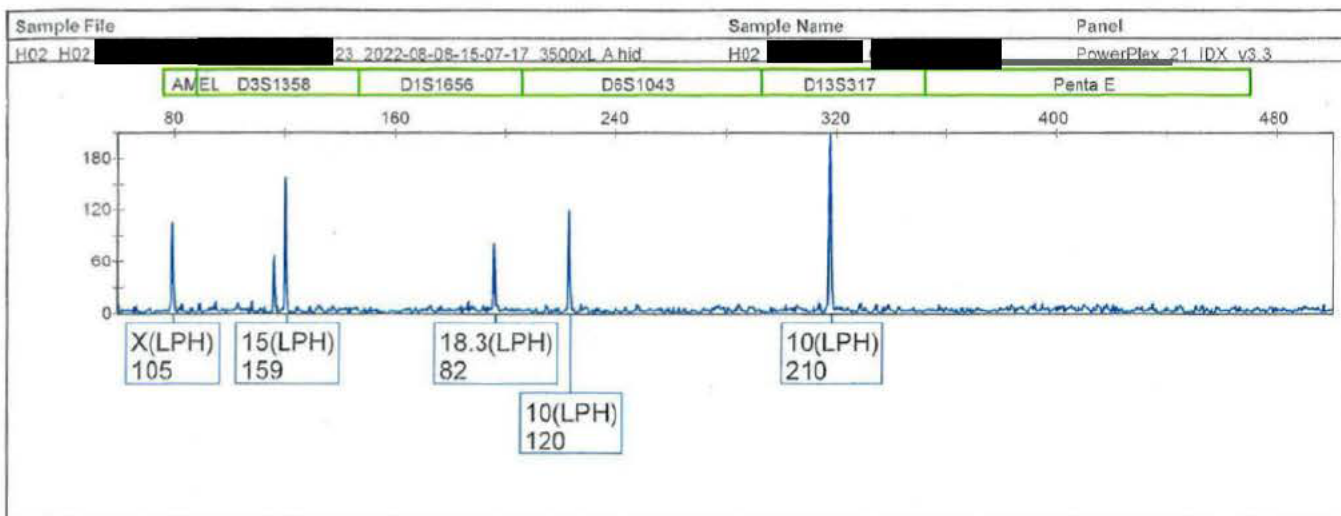 Sample File Sample Name Panel
H02_H02 23_2022-08-08-15-07-17_3500xL_A.hid H02 PowerPlex_21_IDX_v3.3
AMEL D3S1358 D1S1656 D6S1043 D13S317 Penta E
80 160 240 320 400 480
180
120
60
0
X(LPH) 15(LPH) 18.3(LPH) 10(LPH)
105 159 82 210
10(LPH)
120